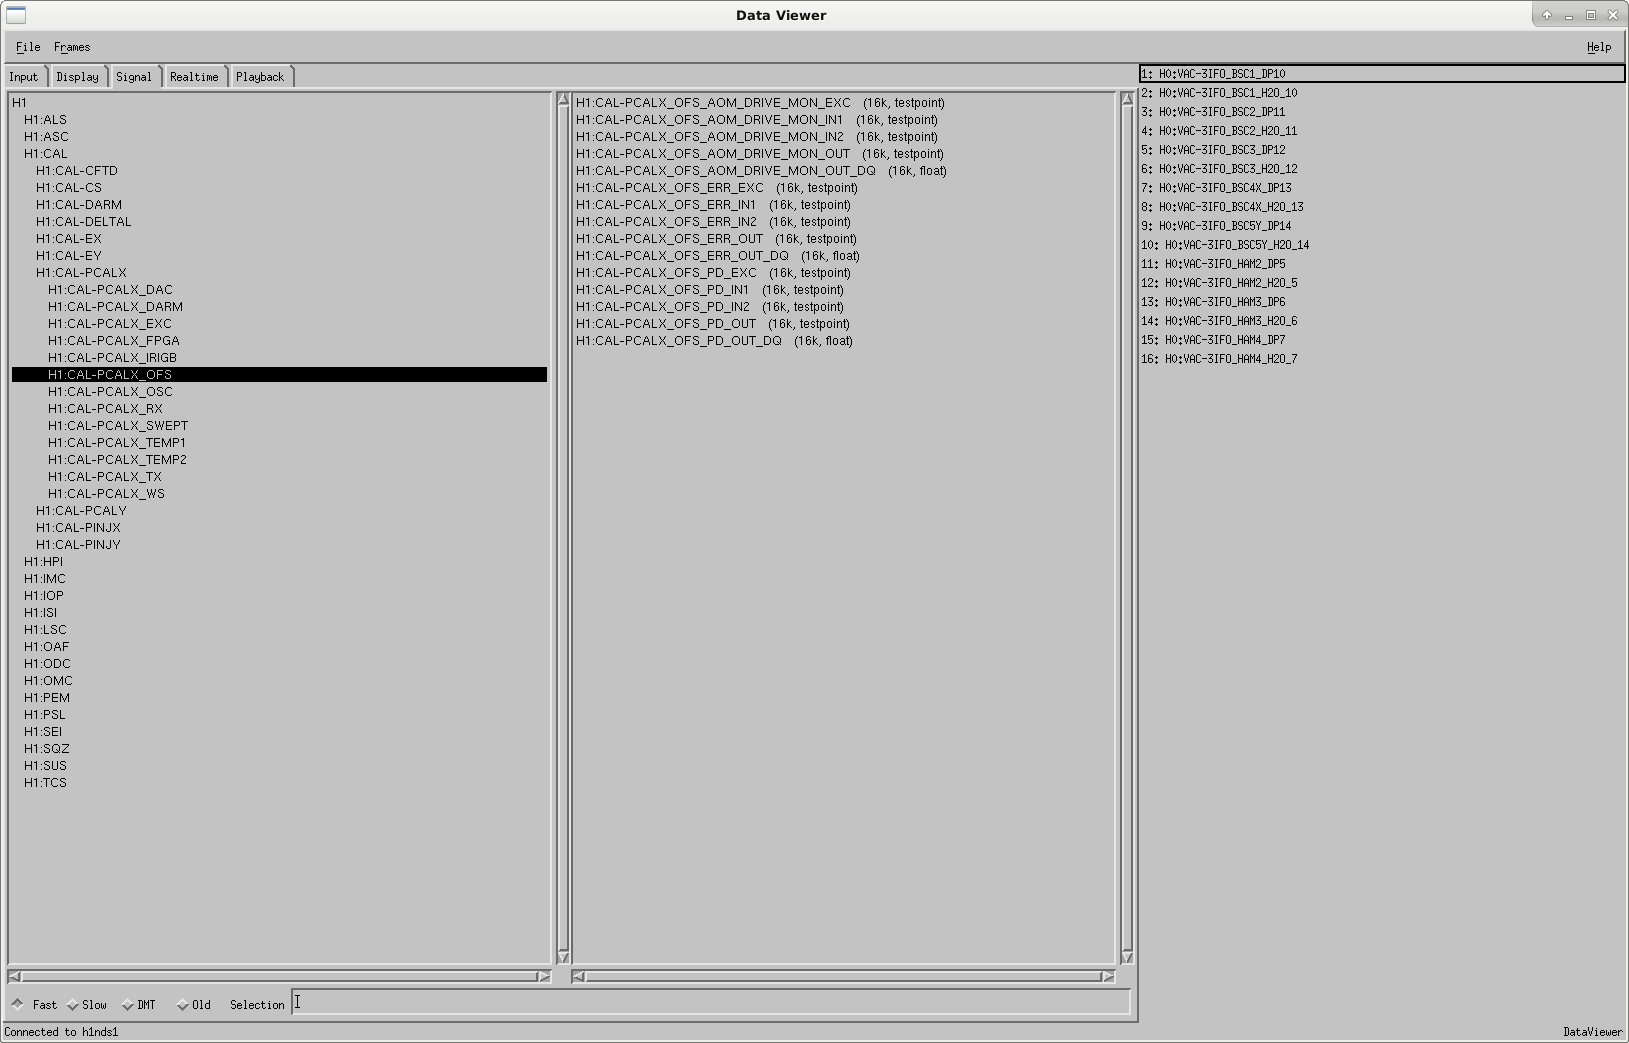 Data Viewer
File Frames Help
Input Display Signal Realtime Playback
H1
H1:ALS
H1:ASC
H1:CAL
H1:CAL-CFTD
H1:CAL-CS
H1:CAL-DARM
H1:CAL-DELTAL
H1:CAL-EX
H1:CAL-EY
H1:CAL-PCALX
H1:CAL-PCALX_DAC
H1:CAL-PCALX_DARM
H1:CAL-PCALX_EXC
H1:CAL-PCALX_FPGA
H1:CAL-PCALX_IRIGB
H1:CAL-PCALX_OFS
H1:CAL-PCALX_OSC
H1:CAL-PCALX_RX
H1:CAL-PCALX_SWEPT
H1:CAL-PCALX_TEMP1
H1:CAL-PCALX_TEMP2
H1:CAL-PCALX_TX
H1:CAL-PCALX_WS
H1:CAL-PCALY
H1:CAL-PINJX
H1:CAL-PINJY
H1:HPI
H1:IMC
H1:IOP
H1:ISI
H1:LSC
H1:OAF
H1:ODC
H1:OMC
H1:PEM
H1:PSL
H1:SEI
H1:SQZ
H1:SUS
H1:TCS
H1:CAL-PCALX_OFS_AOM_DRIVE_MON_EXC (16k, testpoint)
H1:CAL-PCALX_OFS_AOM_DRIVE_MON_IN1 (16k, testpoint)
H1:CAL-PCALX_OFS_AOM_DRIVE_MON_IN2 (16k, testpoint)
H1:CAL-PCALX_OFS_AOM_DRIVE_MON_OUT (16k, testpoint)
H1:CAL-PCALX_OFS_AOM_DRIVE_MON_OUT_DQ (16k, float)
H1:CAL-PCALX_OFS_ERR_EXC (16k, testpoint)
H1:CAL-PCALX_OFS_ERR_IN1 (16k, testpoint)
H1:CAL-PCALX_OFS_ERR_IN2 (16k, testpoint)
H1:CAL-PCALX_OFS_ERR_OUT (16k, testpoint)
H1:CAL-PCALX_OFS_ERR_OUT_DQ (16k, float)
H1:CAL-PCALX_OFS_PD_EXC (16k, testpoint)
H1:CAL-PCALX_OFS_PD_IN1 (16k, testpoint)
H1:CAL-PCALX_OFS_PD_IN2 (16k, testpoint)
H1:CAL-PCALX_OFS_PD_OUT (16k, testpoint)
H1:CAL-PCALX_OFS_PD_OUT_DQ (16k, float)
1: H0:VAC-3IFO_BSC1_DP10
2: H0:VAC-3IFO_BSC1_H2O_10
3: H0:VAC-3IFO_BSC2_DP11
4: H0:VAC-3IFO_BSC2_H2O_11
5: H0:VAC-3IFO_BSC3_DP12
6: H0:VAC-3IFO_BSC3_H2O_12
7: H0:VAC-3IFO_BSC4X_DP13
8: H0:VAC-3IFO_BSC4X_H2O_13
9: H0:VAC-3IFO_BSC5Y_DP14
10: H0:VAC-3IFO_BSC5Y_H2O_14
11: H0:VAC-3IFO_HAM2_DP5
12: H0:VAC-3IFO_HAM2_H2O_5
13: H0:VAC-3IFO_HAM3_DP6
14: H0:VAC-3IFO_HAM3_H2O_6
15: H0:VAC-3IFO_HAM4_DP7
16: H0:VAC-3IFO_HAM4_H2O_7
Fast Slow DMT Old Selection
Connected to h1nds1 DataViewer